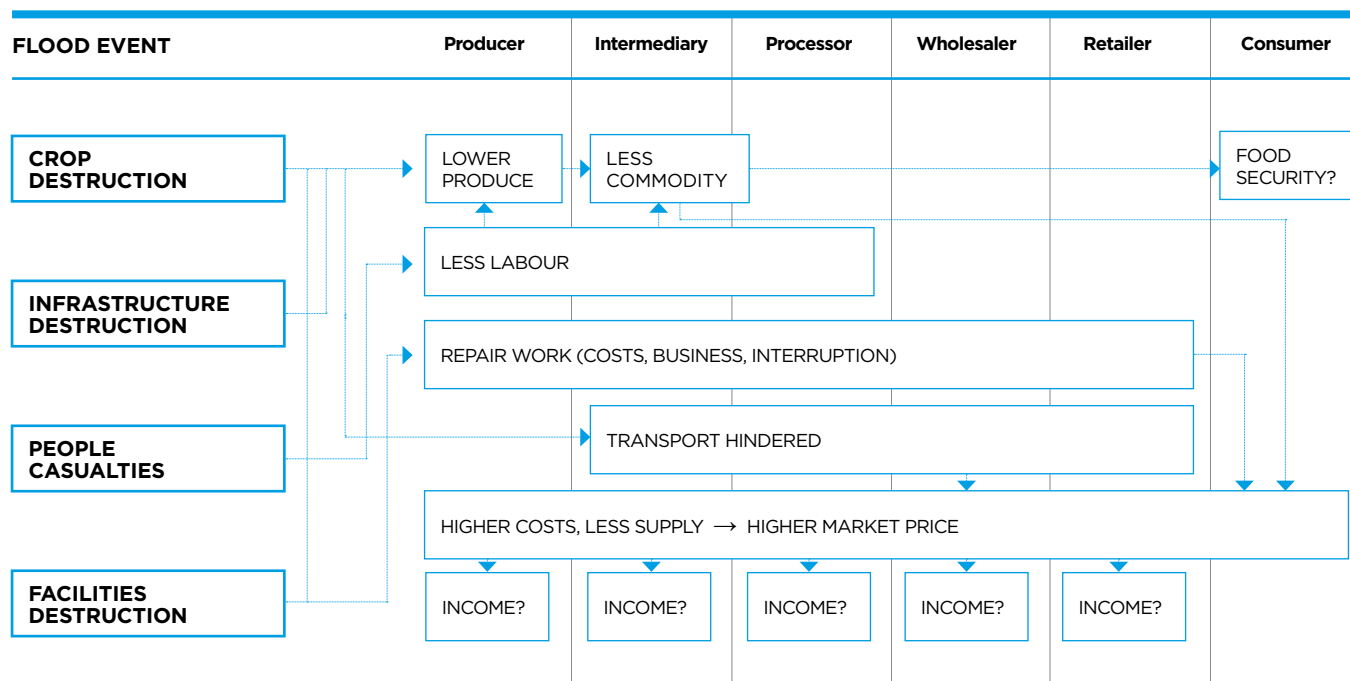 FLOOD EVENT
Producer
Intermediary
Processor
Wholesaler
Retailer
Consumer
CROP
DESTRUCTION
LOWER
PRODUCE
LESS
COMMODITY
FOOD
SECURITY?
LESS LABOUR
INFRASTRUCTURE
DESTRUCTION
REPAIR WORK (COSTS, BUSINESS, INTERRUPTION)
PEOPLE
CASUALTIES
TRANSPORT HINDERED
HIGHER COSTS, LESS SUPPLY → HIGHER MARKET PRICE
FACILITIES
DESTRUCTION
INCOME?
INCOME?
INCOME?
INCOME?
INCOME?